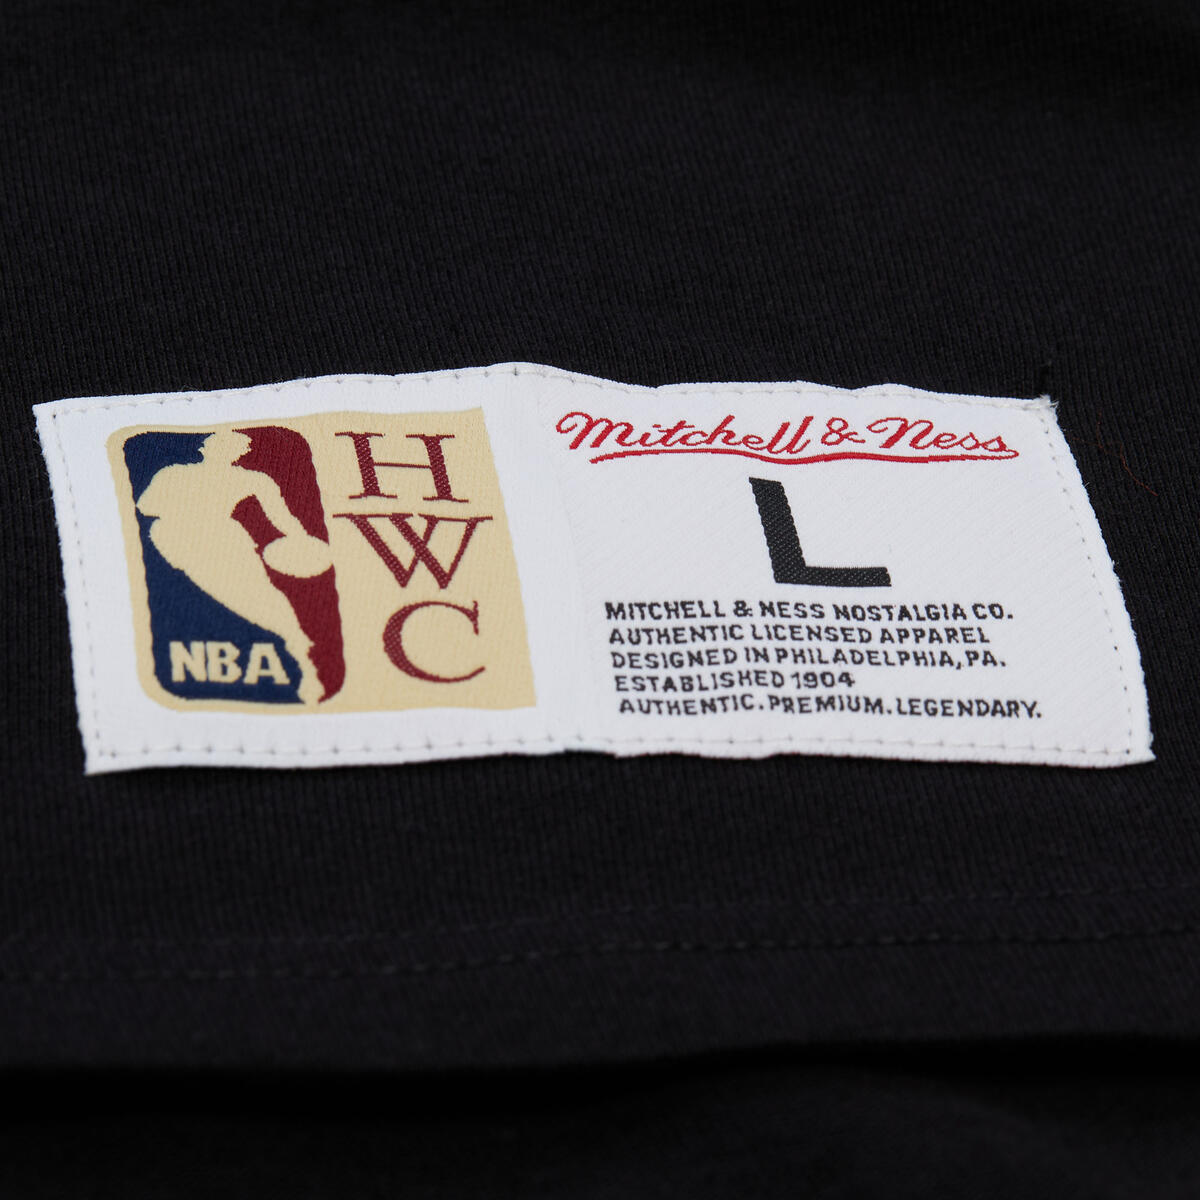 NBA
H
W
C
Mitchell & Ness
L
MITCHELL & NESS NOSTALGIA CO.
AUTHENTIC LICENSED APPAREL
DESIGNED IN PHILADELPHIA, PA.
ESTABLISHED 1904
AUTHENTIC.PREMIUM.LEGENDARY.